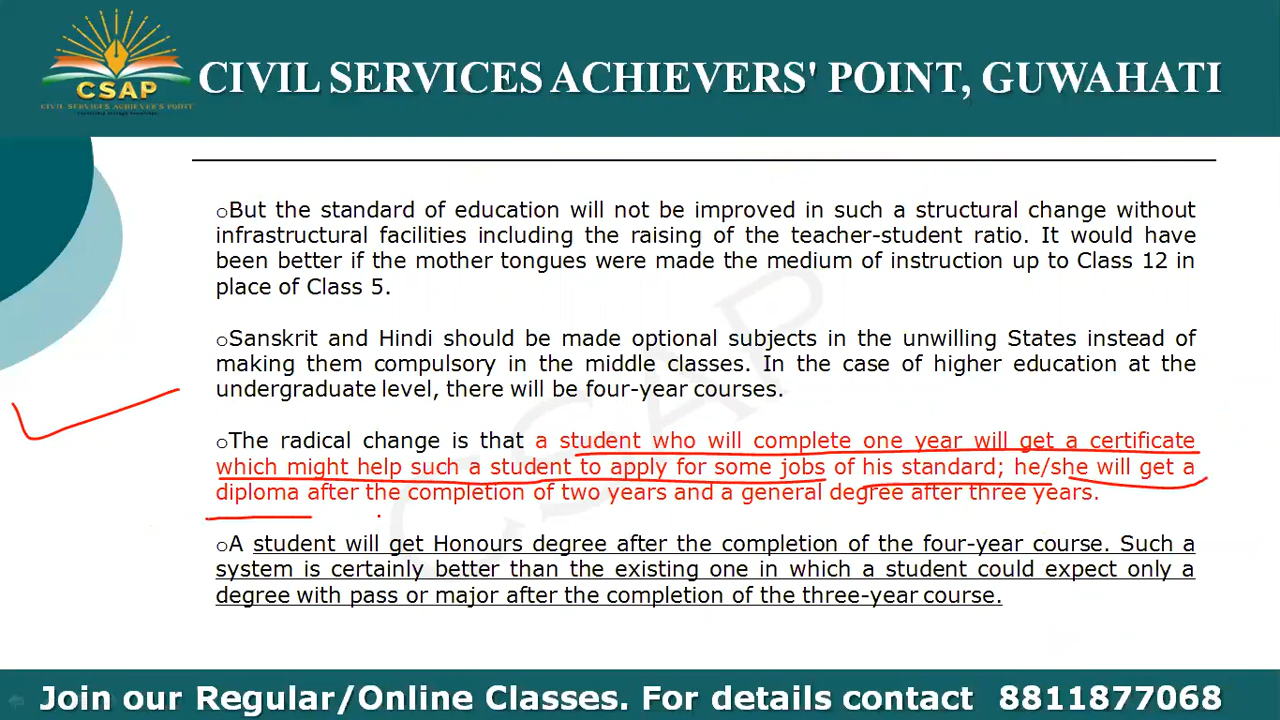 CSAP
CIVIL SERVICES ACHIEVER'S POINT
CIVIL SERVICES ACHIEVERS' POINT, GUWAHATI
oBut the standard of education will not be improved in such a structural change without
infrastructural facilities including the raising of the teacher-student ratio. It would have
been better if the mother tongues were made the medium of instruction up to Class 12 in
place of Class 5.
oSanskrit and Hindi should be made optional subjects in the unwilling States instead of
making them compulsory in the middle classes. In the case of higher education at the
undergraduate level, there will be four-year courses.
oThe radical change is that a student who will complete one year will get a certificate
which might help such a student to apply for some jobs of his standard; he/she will get a
diploma after the completion of two years and a general degree after three years.
oA student will get Honours degree after the completion of the four-year course. Such a
system is certainly better than the existing one in which a student could expect only a
degree with pass or major after the completion of the three-year course.
CSAP
Join our Regular/Online Classes. For details contact 8811877068